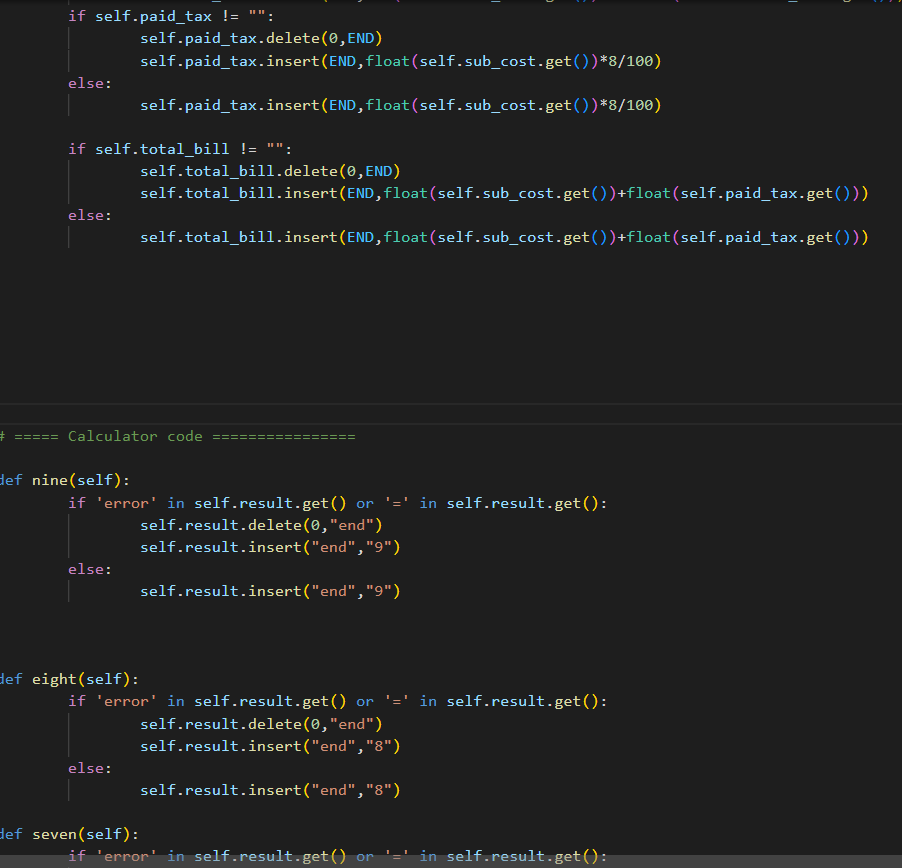 if self.paid_tax != "":
self.paid_tax.delete(0,END)
self.paid_tax.insert(END,float(self.sub_cost.get())*8/100)
else:
self.paid_tax.insert(END,float(self.sub_cost.get())*8/100)
if self.total_bill != "":
self.total_bill.delete(0,END)
self.total_bill.insert(END,float(self.sub_cost.get())+float(self.paid_tax.get()))
else:
self.total_bill.insert(END,float(self.sub_cost.get())+float(self.paid_tax.get()))
# ===== Calculator code ================
def nine(self):
if 'error' in self.result.get() or '=' in self.result.get():
self.result.delete(0,"end")
self.result.insert("end","9")
else:
self.result.insert("end","9")
def eight(self):
if 'error' in self.result.get() or '=' in self.result.get():
self.result.delete(0,"end")
self.result.insert("end","8")
else:
self.result.insert("end","8")
def seven(self):
if 'error' in self.result.get() or '=' in self.result.get():